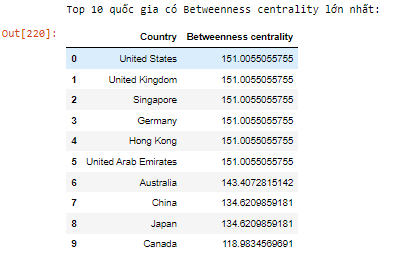 Top 10 quốc gia có Betweenness centrality lớn nhất:
Out[220]:
Country Betweenness centrality
0 United States 151.0055055755
1 United Kingdom 151.0055055755
2 Singapore 151.0055055755
3 Germany 151.0055055755
4 Hong Kong 151.0055055755
5 United Arab Emirates 151.0055055755
6 Australia 143.4072815142
7 China 134.6209859181
8 Japan 134.6209859181
9 Canada 118.9834569691